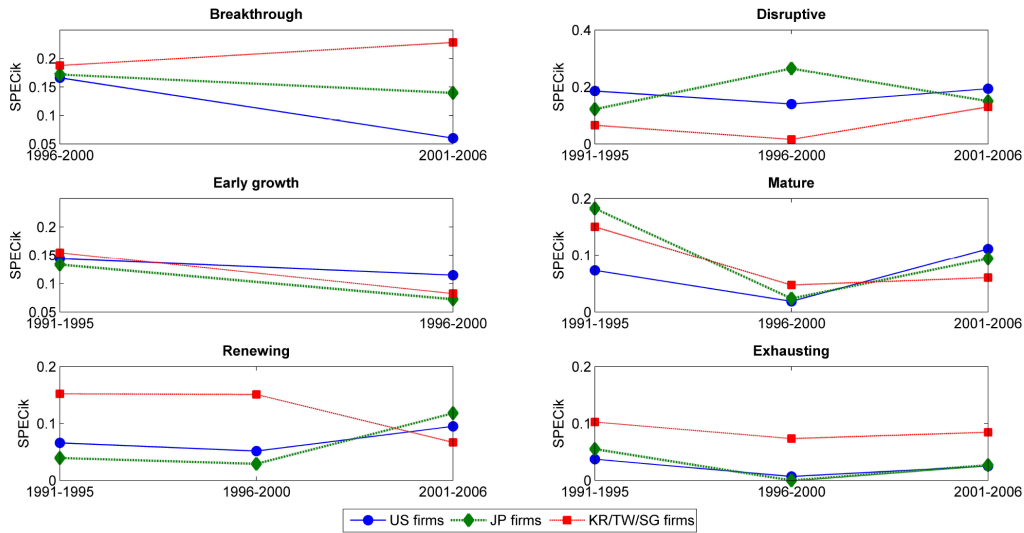 Breakthrough
SPECik
0.2
0.15
0.1
0.05
1996-2000 2001-2006
Disruptive
SPECik
0.4
0.2
0
1991-1995 1996-2000 2001-2006
Early growth
SPECik
0.2
0.15
0.1
0.05
1991-1995 1996-2000
Mature
SPECik
0.2
0.1
0
1991-1995 1996-2000 2001-2006
Renewing
SPECik
0.2
0.1
0
1991-1995 1996-2000 2001-2006
Exhausting
SPECik
0.2
0.1
0
1991-1995 1996-2000 2001-2006
US firms JP firms KR/TW/SG firms